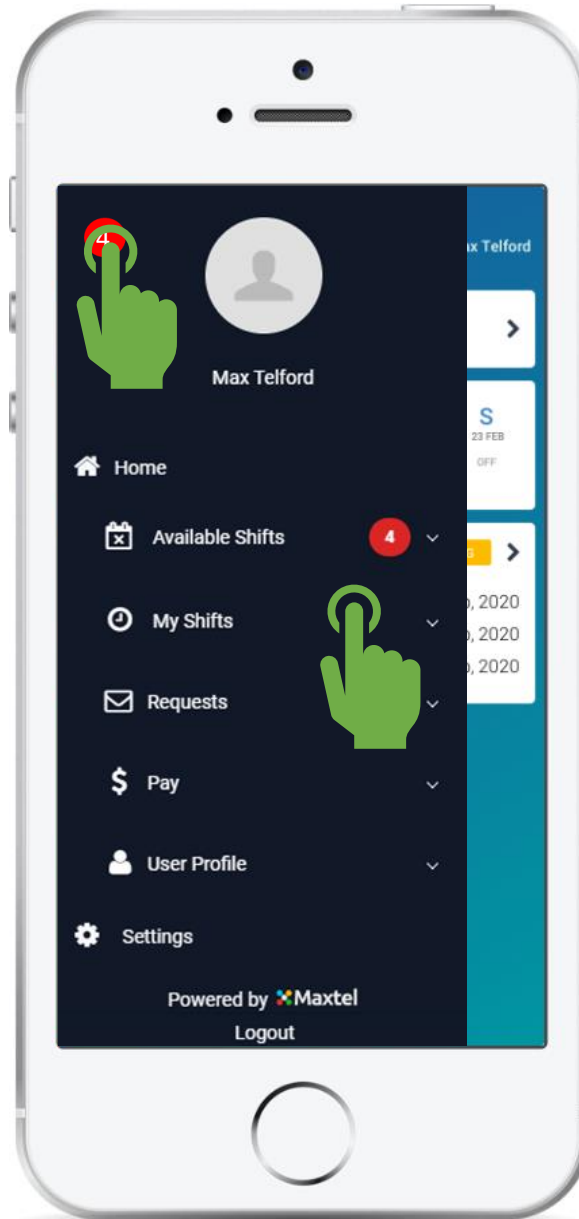 4
Max Telford
Home
Available Shifts 4
My Shifts
Requests
$ Pay
User Profile
Settings
Powered by Maxtel
Logout
Telford
S
23 FEB
OFF
, 2020
, 2020
, 2020